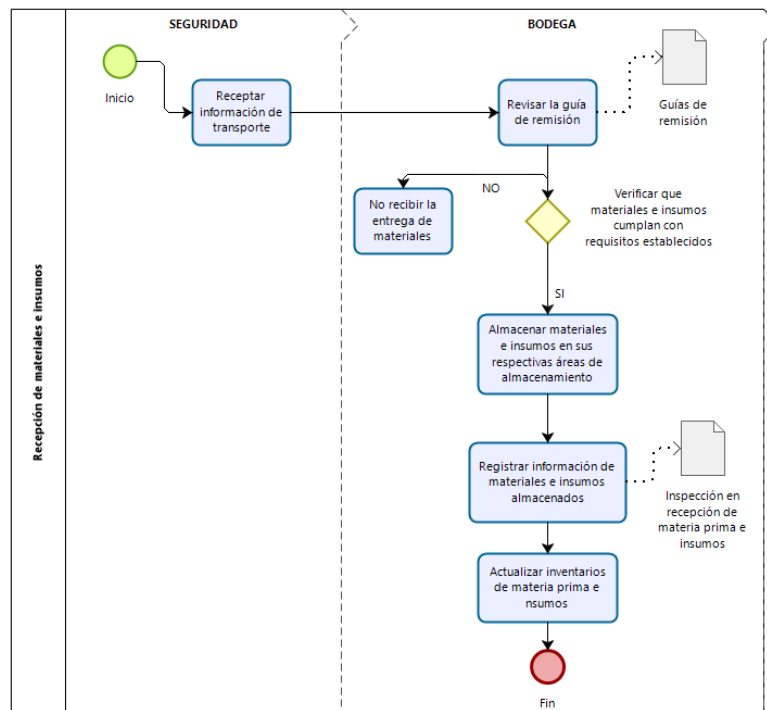 SEGURIDAD
BODEGA
Recepción de materiales e insumos
Inicio
Receptar
información de
transporte
Revisar la guía
de remisión
Guías de
remisión
NO
No recibir la
entrega de
materiales
Verificar que
materiales e insumos
cumplan con
requisitos establecidos
SI
Almacenar materiales
e insumos en sus
respectivas áreas de
almacenamiento
Registrar información de
materiales e insumos
almacenados
Inspección en
recepción de
materia prima e
insumos
Actualizar inventarios
de materia prima e
nsumos
Fin